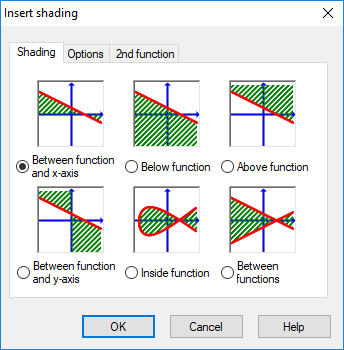 Insert shading
Shading Options 2nd function
Between function
and x-axis
Below function
Above function
Between function
and y-axis
Inside function
Between
functions
OK Cancel Help